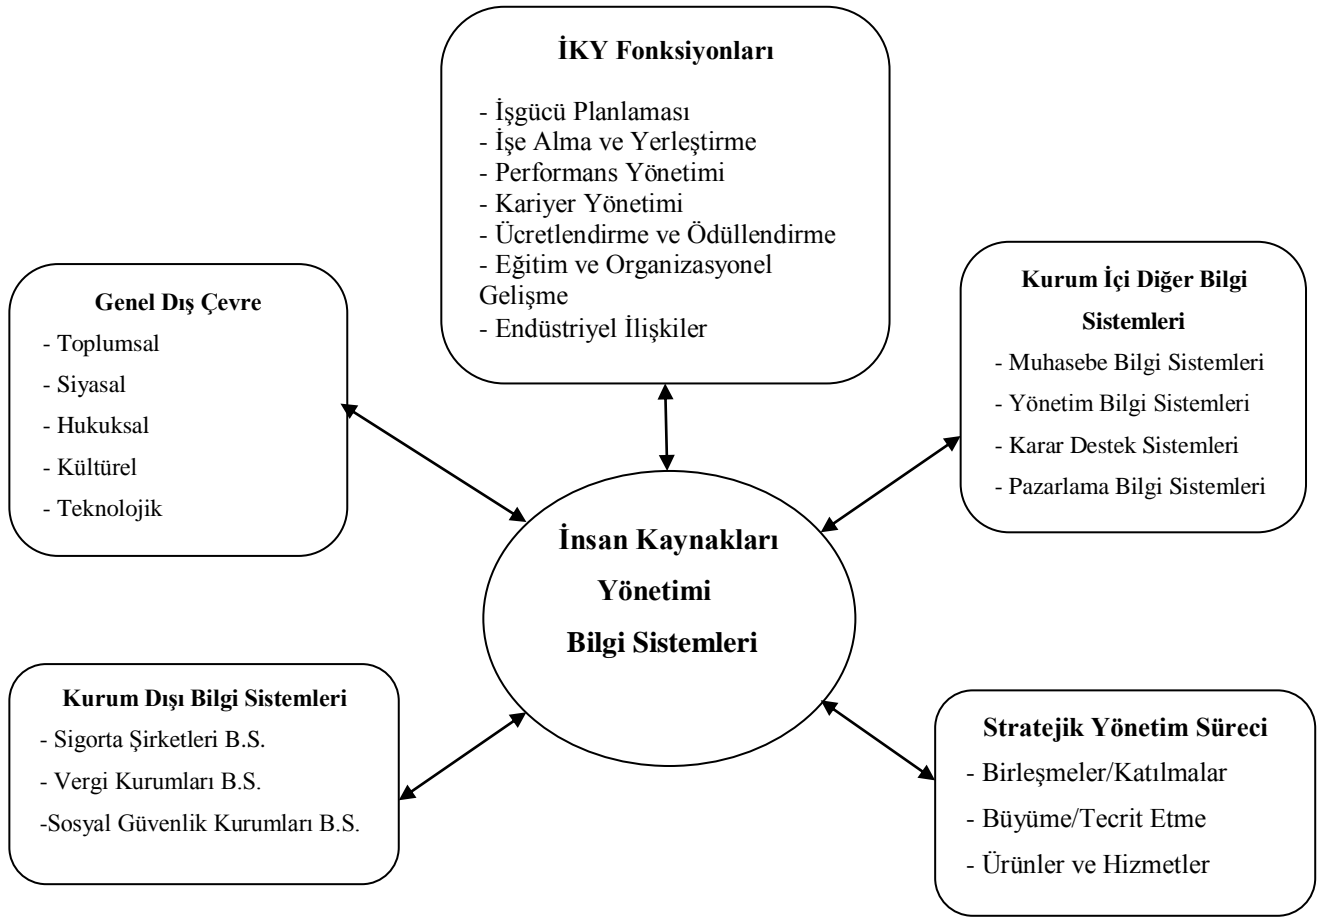 İKY Fonksiyonları
- İşgücü Planlaması
- İşe Alma ve Yerleştirme
- Performans Yönetimi
- Kariyer Yönetimi
- Ücretlendirme ve Ödüllendirme
- Eğitim ve Organizasyonel
Gelişme
- Endüstriyel İlişkiler
Genel Dış Çevre
- Toplumsal
- Siyasal
- Hukuksal
- Kültürel
- Teknolojik
Kurum İçi Diğer Bilgi
Sistemleri
- Muhasebe Bilgi Sistemleri
- Yönetim Bilgi Sistemleri
- Karar Destek Sistemleri
- Pazarlama Bilgi Sistemleri
İnsan Kaynakları
Yönetimi
Bilgi Sistemleri
Kurum Dışı Bilgi Sistemleri
- Sigorta Şirketleri B.S.
- Vergi Kurumları B.S.
-Sosyal Güvenlik Kurumları B.S.
Stratejik Yönetim Süreci
- Birleşmeler/Katılmalar
- Büyüme/Tecrit Etme
- Ürünler ve Hizmetler